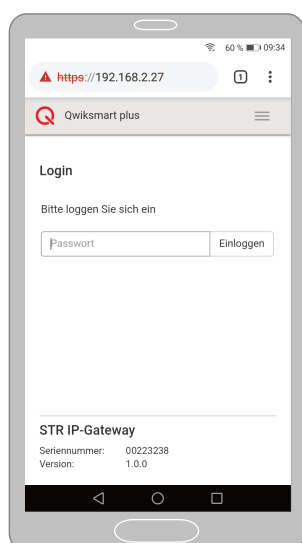 60 % 09:34
https://192.168.2.27 1
Qwiksmart plus
Login
Bitte loggen Sie sich ein
Passwort Einloggen
STR IP-Gateway
Seriennummer: 00223238
Version: 1.0.0